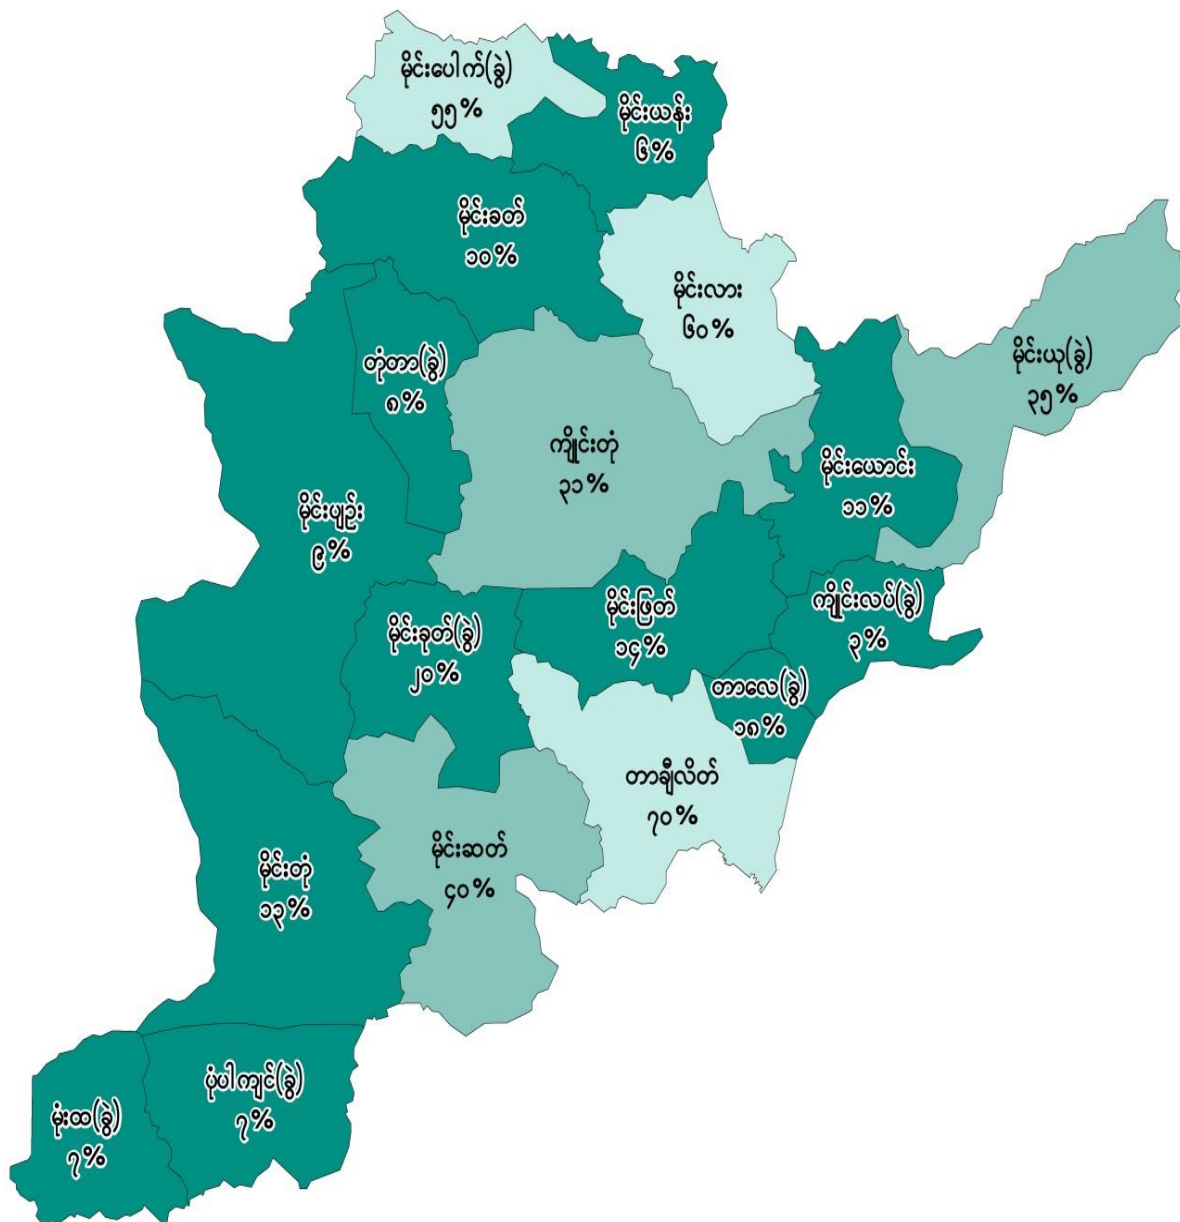 မိုင်းပေါက်(ခွဲ)
၅၅%
မိုင်းယန်း
၆%
မိုင်းခတ်
၁၀%
မိုင်းလား
၆၀%
မိုင်းယု(ခွဲ)
၃၅%
တုံတာ(ခွဲ)
၈%
ကျိုင်းတုံ
၃၁%
မိုင်းယောင်း
၁၁%
မိုင်းပျဉ်း
၉%
မိုင်းဖြတ်
၁၄%
ကျိုင်းလပ်(ခွဲ)
၃%
မိုင်းခုတ်(ခွဲ)
၂၀%
တာလေ(ခွဲ)
၁၈%
တာချီလိတ်
၇၀%
မိုင်းဆတ်
၄၀%
မိုင်းတုံ
၁၃%
ပုံပါကျင်(ခွဲ)
၇%
မုံးထ(ခွဲ)
၇%